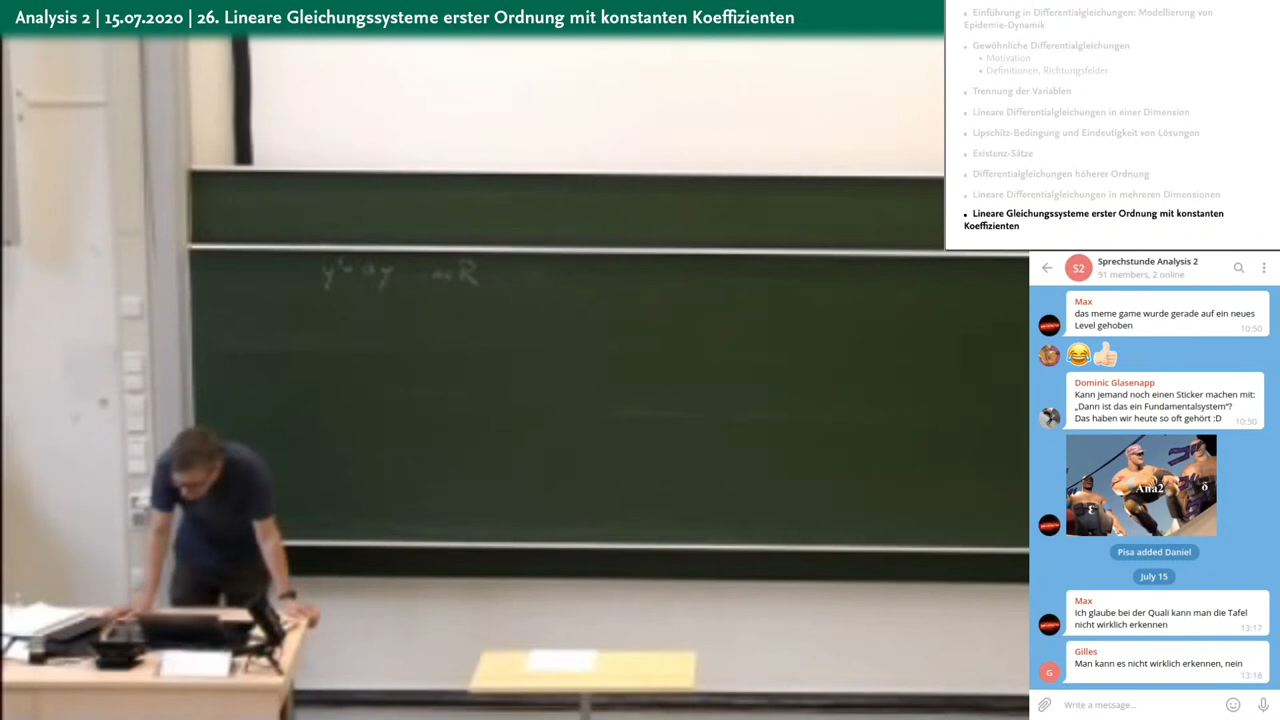 Analysis 2 | 15.07.2020 | 26. Lineare Gleichungssysteme erster Ordnung mit konstanten Koeffizienten
Einführung in Differentialgleichungen: Modellierung von
Epidemie-Dynamik
Gewöhnliche Differentialgleichungen
Motivation
Definitionen, Richtungsfelder
Trennung der Variablen
Lineare Differentialgleichungen in einer Dimension
Lipschitz-Bedingung und Eindeutigkeit von Lösungen
Existenz-Sätze
Differentialgleichungen höherer Ordnung
Lineare Differentialgleichungen in mehreren Dimensionen
Lineare Gleichungssysteme erster Ordnung mit konstanten
Koeffizienten
y' = ay a∈R
S2
Sprechstunde Analysis 2
91 members, 2 online
Max
das meme game wurde gerade auf ein neues
Level gehoben
10:50
Dominic Glasenapp
Kann jemand noch einen Sticker machen mit:
„Dann ist das ein Fundamentalsystem“?
Das haben wir heute so oft gehört :D
10:50
Ana2
ε
δ
Pisa added Daniel
July 15
Max
Ich glaube bei der Quali kann man die Tafel
nicht wirklich erkennen
13:17
Gilles
G
Man kann es nicht wirklich erkennen, nein
13:18
Write a message...